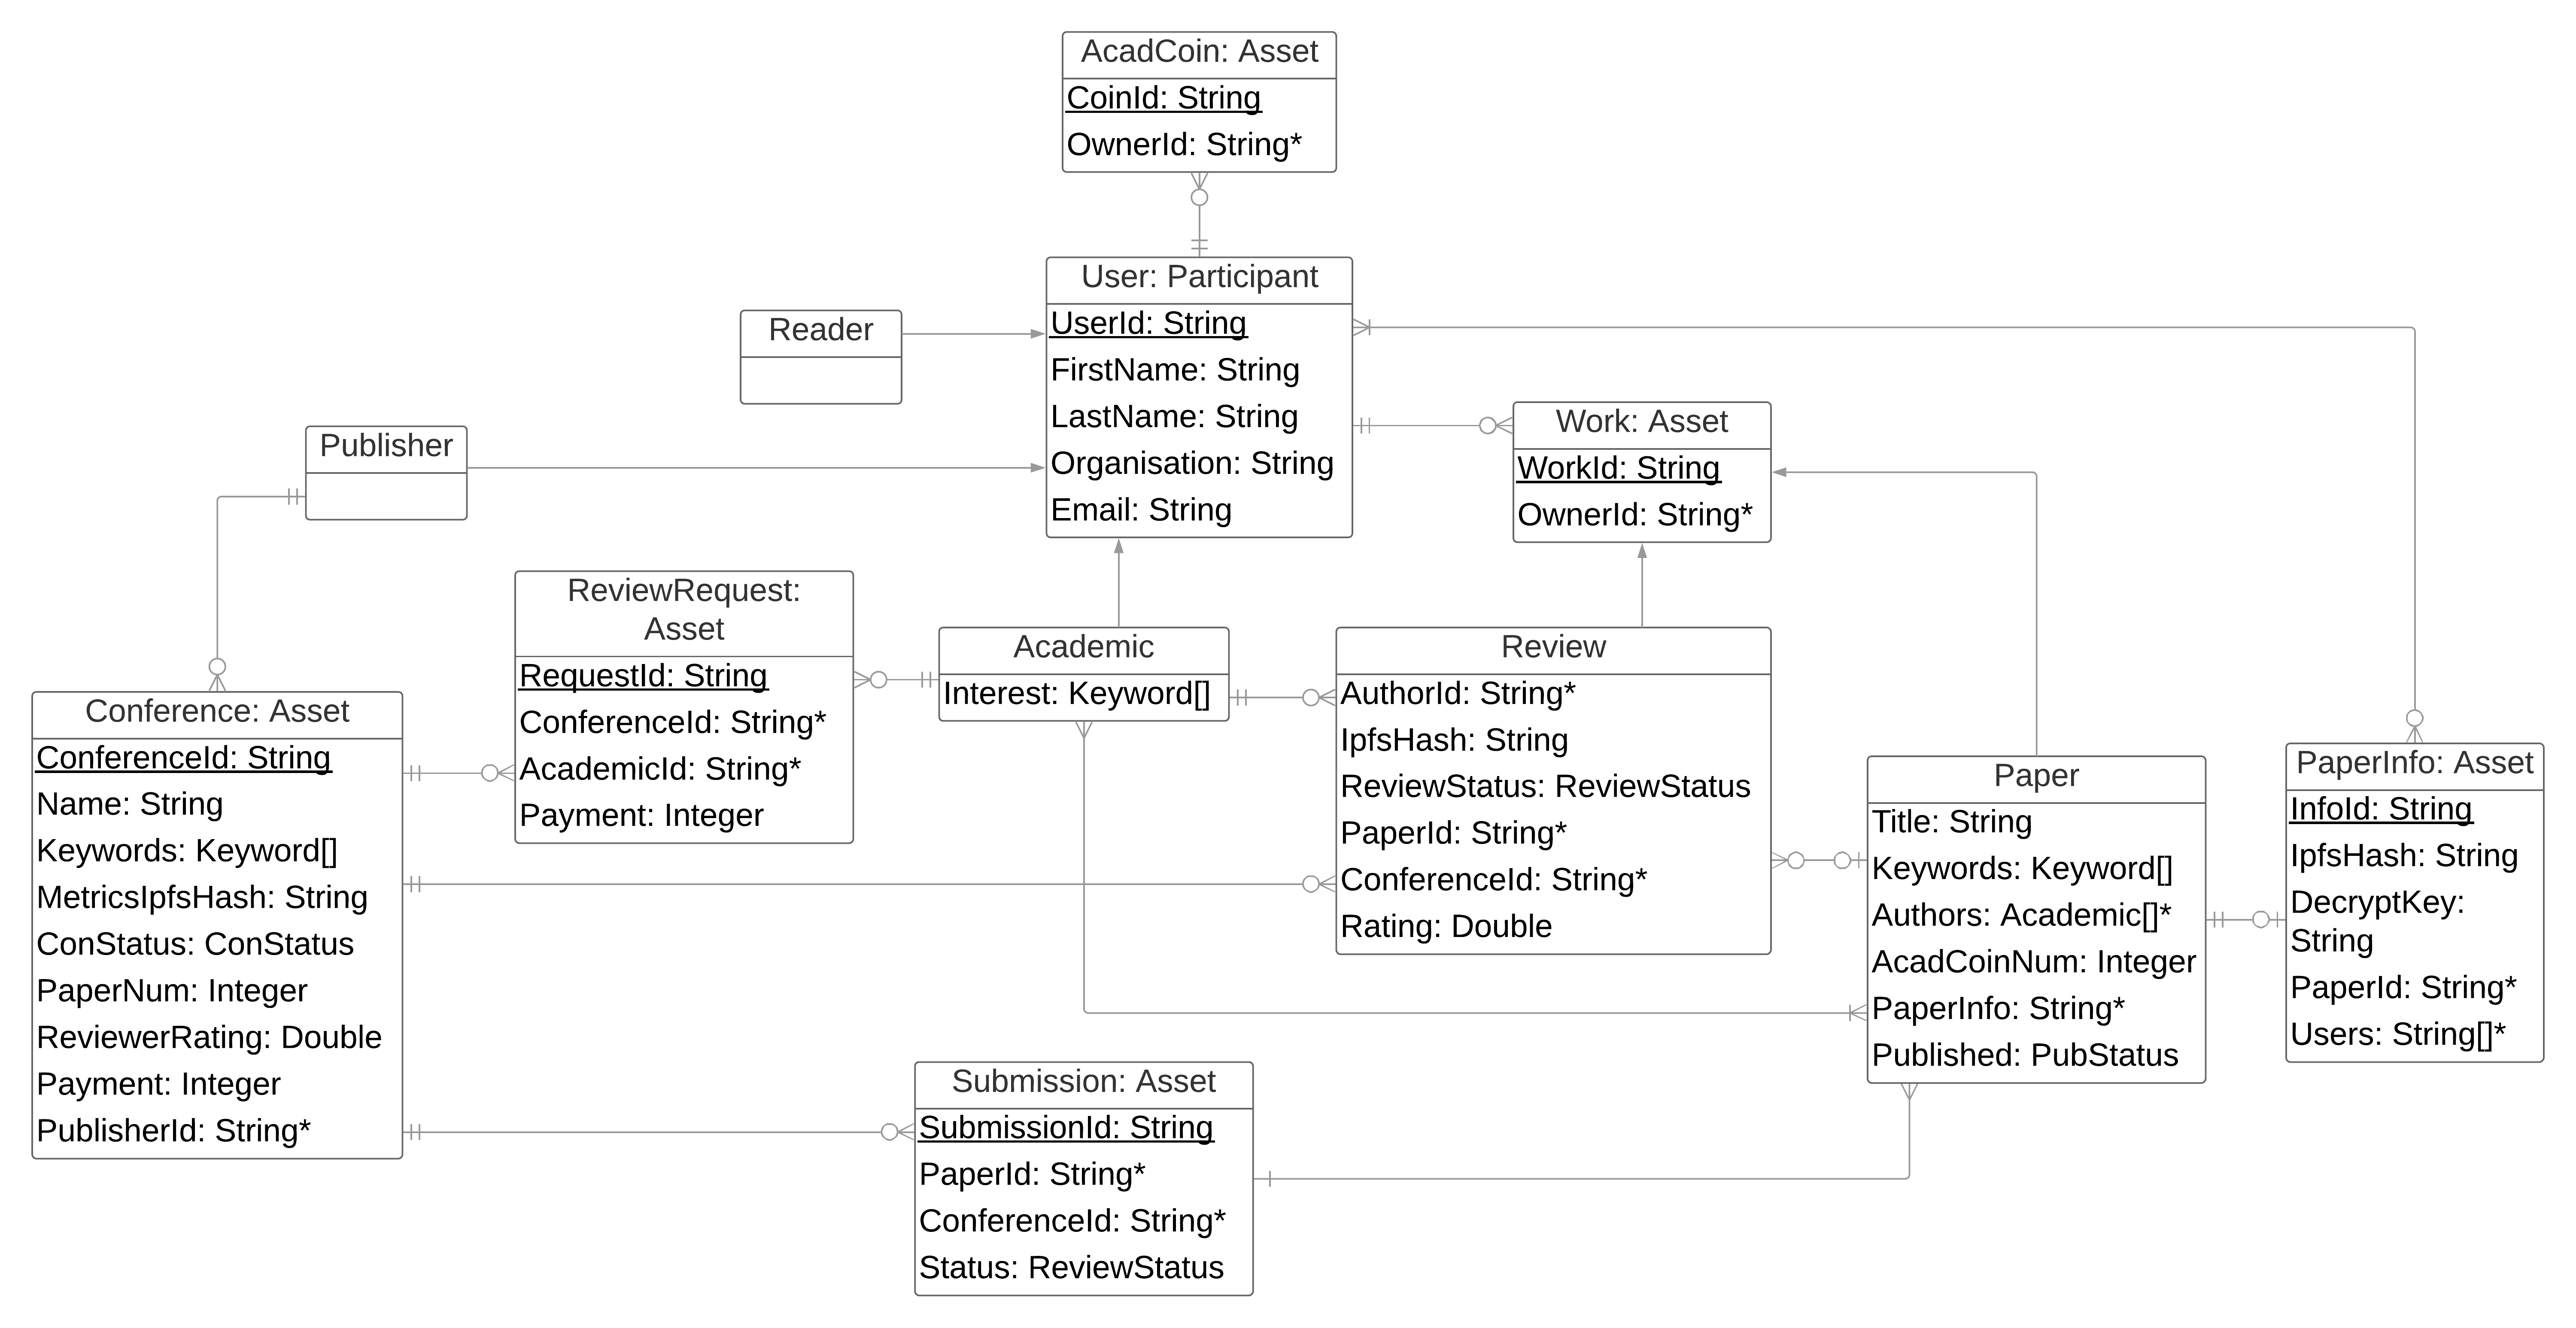 AcadCoin: Asset
CoinId: String
OwnerId: String*
User: Participant
UserId: String
FirstName: String
LastName: String
Organisation: String
Email: String
Reader
Publisher
Work: Asset
WorkId: String
OwnerId: String*
ReviewRequest:
Asset
RequestId: String
ConferenceId: String*
AcademicId: String*
Payment: Integer
Academic
Interest: Keyword[]
Review
AuthorId: String*
IpfsHash: String
ReviewStatus: ReviewStatus
PaperId: String*
ConferenceId: String*
Rating: Double
Conference: Asset
ConferenceId: String
Name: String
Keywords: Keyword[]
MetricsIpfsHash: String
ConStatus: ConStatus
PaperNum: Integer
ReviewerRating: Double
Payment: Integer
PublisherId: String*
Paper
Title: String
Keywords: Keyword[]
Authors: Academic[]*
AcadCoinNum: Integer
PaperInfo: String*
Published: PubStatus
PaperInfo: Asset
InfoId: String
IpfsHash: String
DecryptKey:
String
PaperId: String*
Users: String[]*
Submission: Asset
SubmissionId: String
PaperId: String*
ConferenceId: String*
Status: ReviewStatus